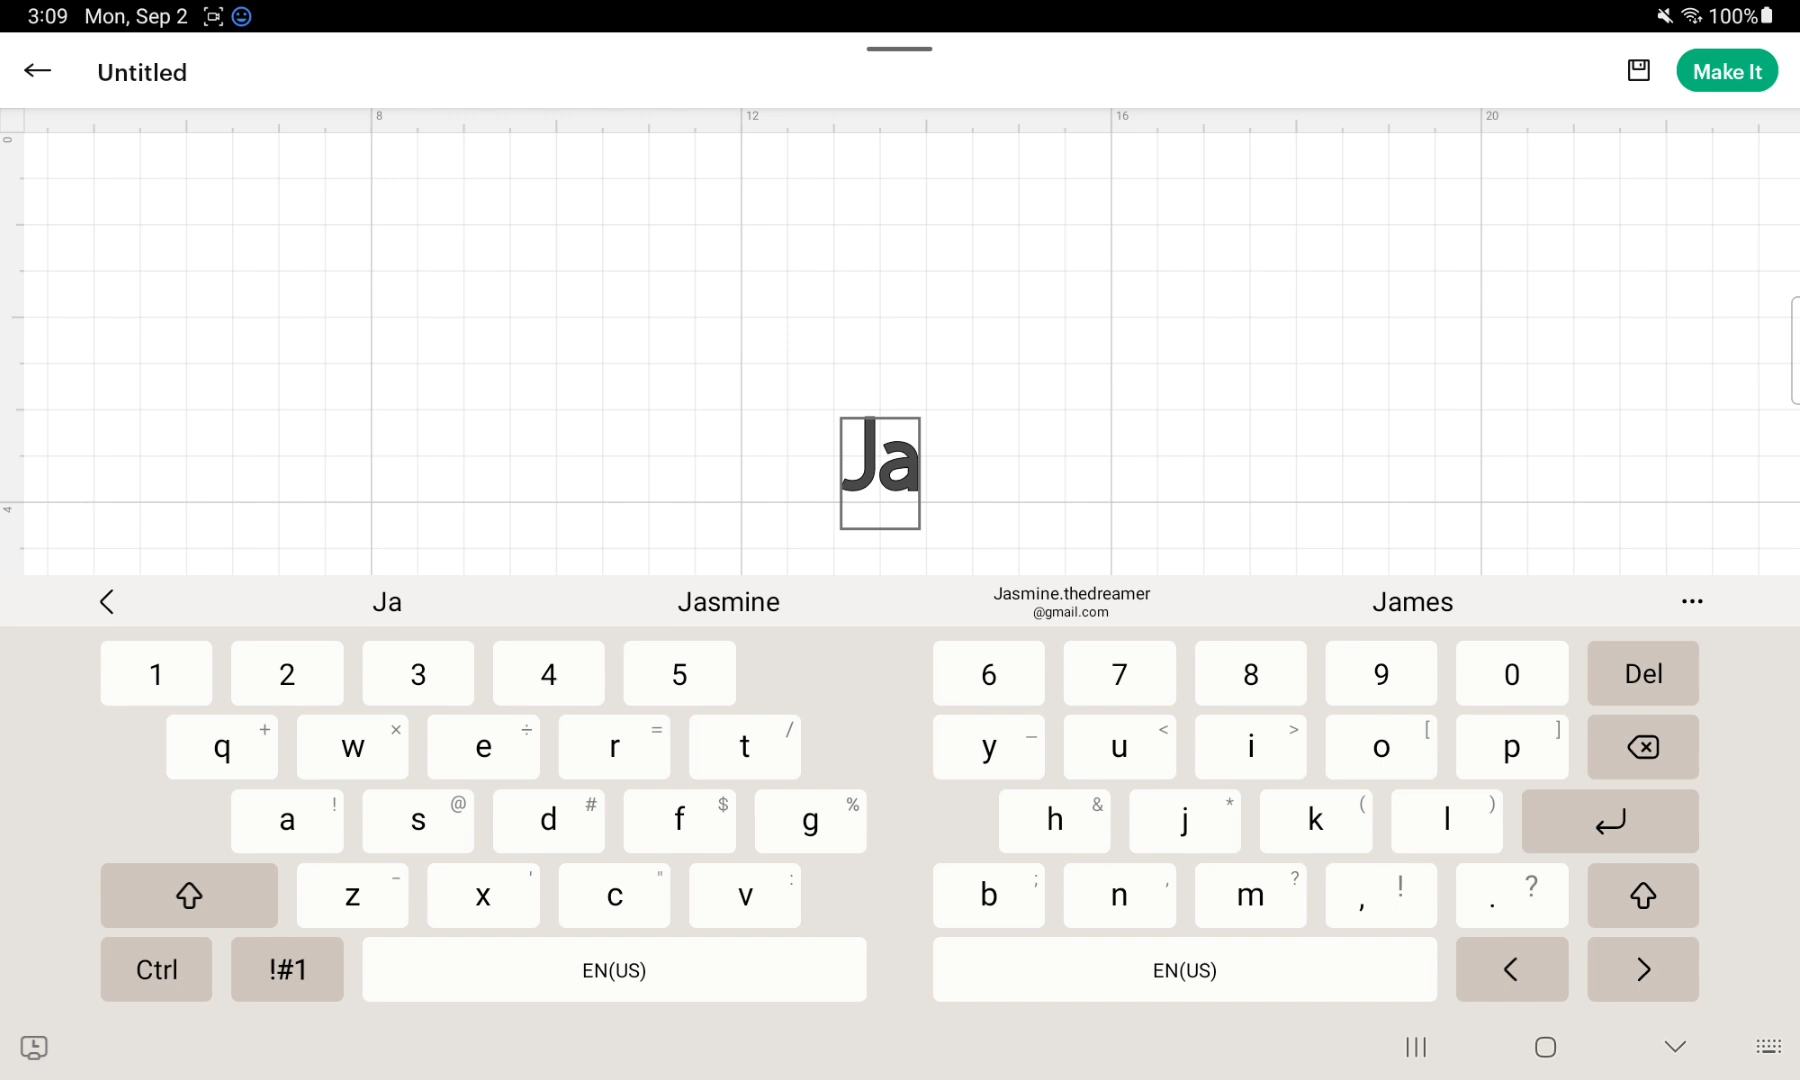 3:09 Mon, Sep 2 100%
Untitled
Make It
8 12 16 20
0
4
Ja
Ja Jasmine Jasmine.thedreamer James ...
@gmail.com
1 2 3 4 5 6 7 8 9 0 Del
q + w × e ÷ r = t / y _ u < i > o [ p ]
a ! s @ d # f $ g % h & j * k ( l )
z - x ' c " v : b ; n , m ? , ! . ?
Ctrl !#1 EN(US) EN(US) < >